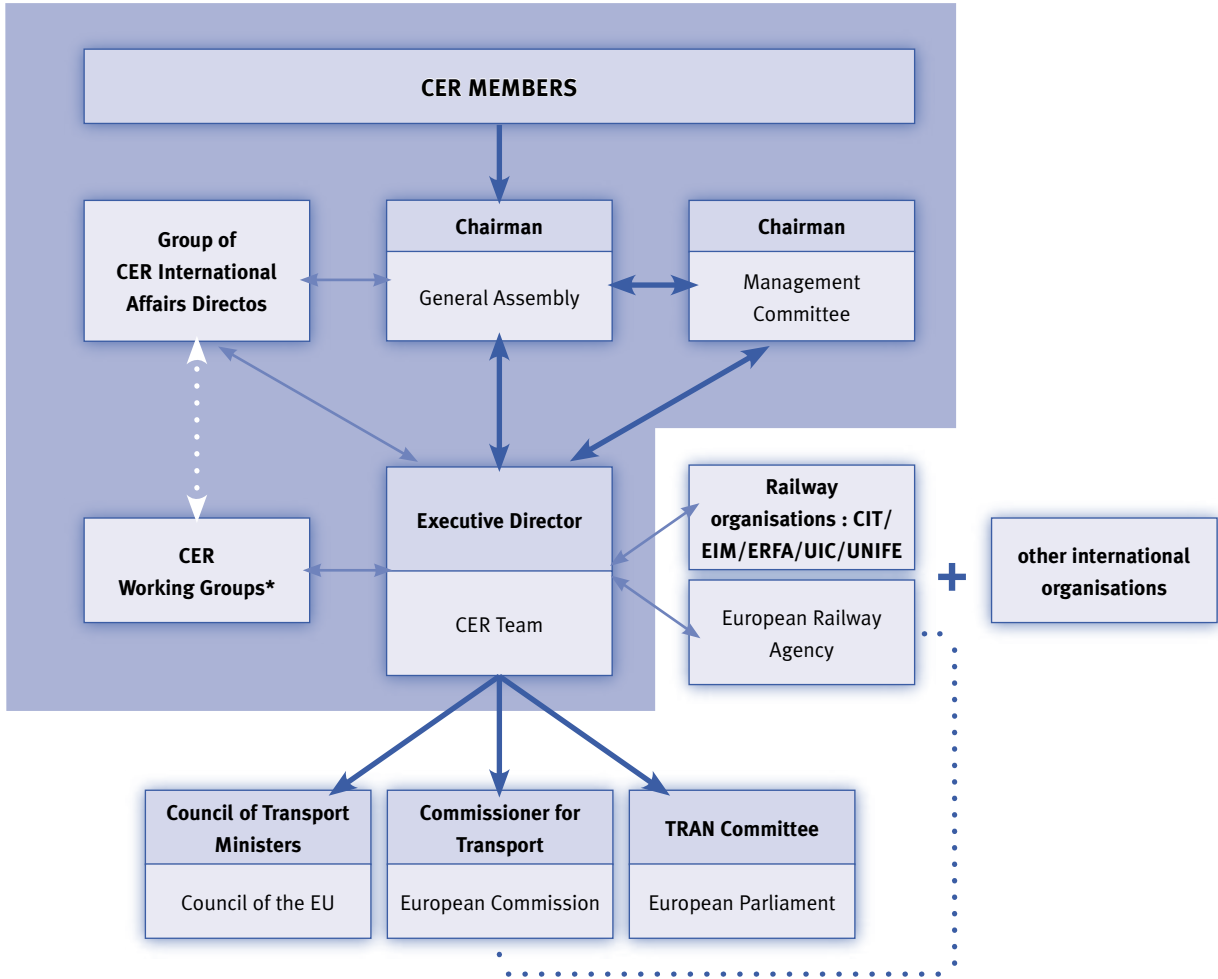 CER MEMBERS
Group of
CER International
Affairs Directos
Chairman
General Assembly
Chairman
Management
Committee
CER
Working Groups*
Executive Director
CER Team
Railway
organisations : CIT/
EIM/ERFA/UIC/UNIFE
European Railway
Agency
+
other international
organisations
Council of Transport
Ministers
Council of the EU
Commissioner for
Transport
European Commission
TRAN Committee
European Parliament